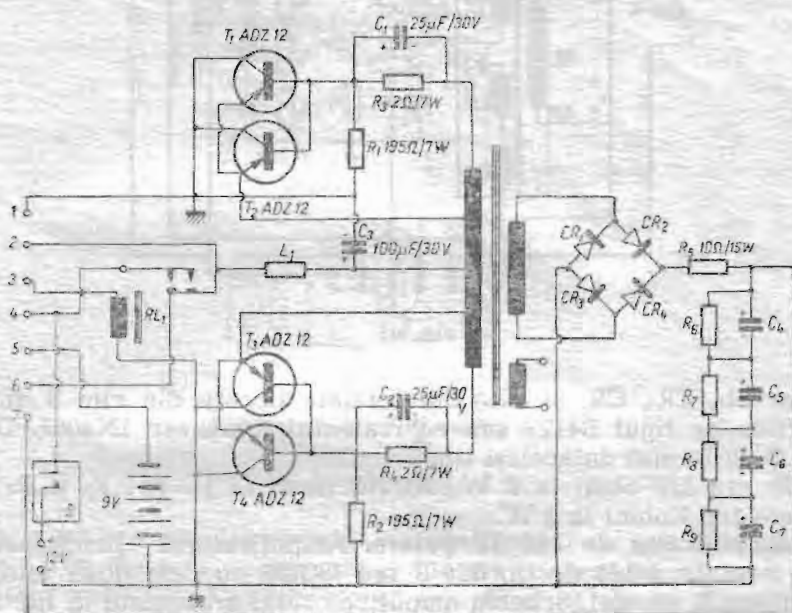 T₁ ADZ 12
C₁
25µF/30V
+
-
R₃ 2Ω/7W
R₁ 195Ω/7W
T₂ ADZ 12
1
2
3
4
5
6
7
C₃
100µF/30V
L₁
RL₁
CR₁
CR₂
CR₃
CR₄
R₅ 10Ω/15W
T₃ ADZ 12
C₂
25µF/30
V
R₄ 2Ω/7W
T₄ ADZ 12
R₂ 195Ω/7W
9V
12V
R₆
C₄
R₇
C₅
R₈
C₆
R₉
C₇